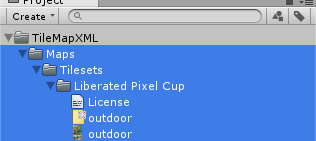 Project
Create
TileMapXML
Maps
Tilesets
Liberated Pixel Cup
License
outdoor
outdoor